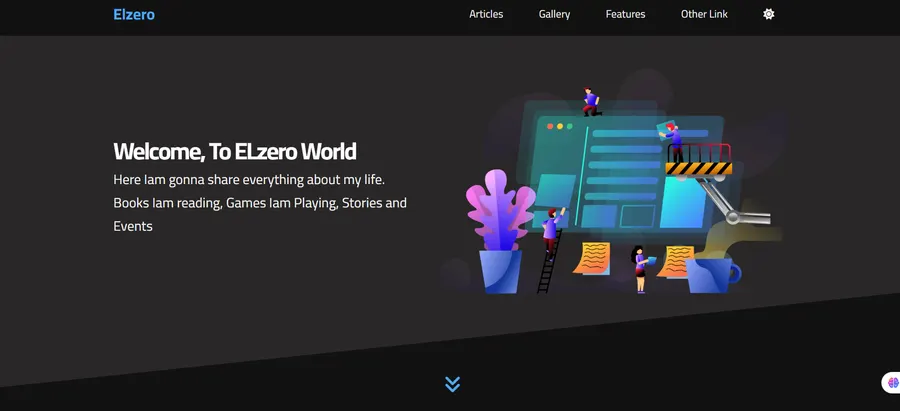 Elzero
Articles
Gallery
Features
Other Link
Welcome, To ELzero World
Here Iam gonna share everything about my life.
Books Iam reading, Games Iam Playing, Stories and
Events